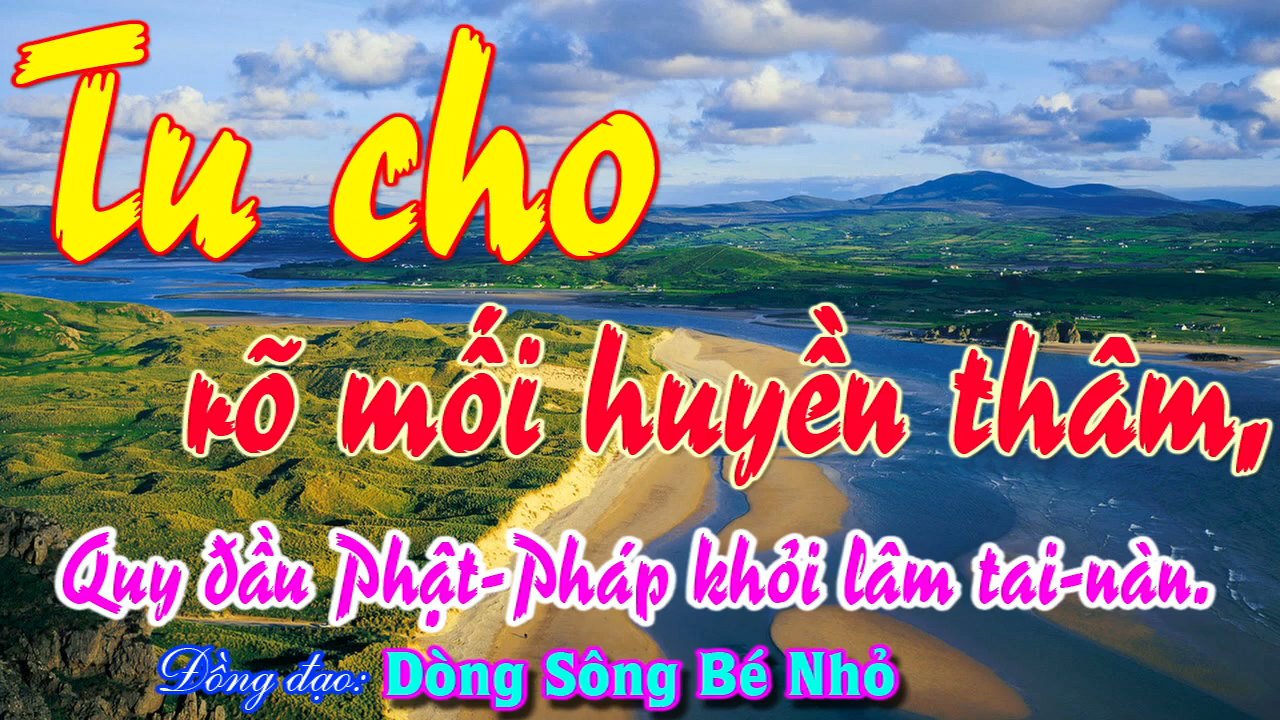 Tu cho
rõ mối huyền thâm,
Quy đầu Phật-Pháp khỏi lâm tai-nàn.
Đồng đạo: Dòng Sông Bé Nhỏ